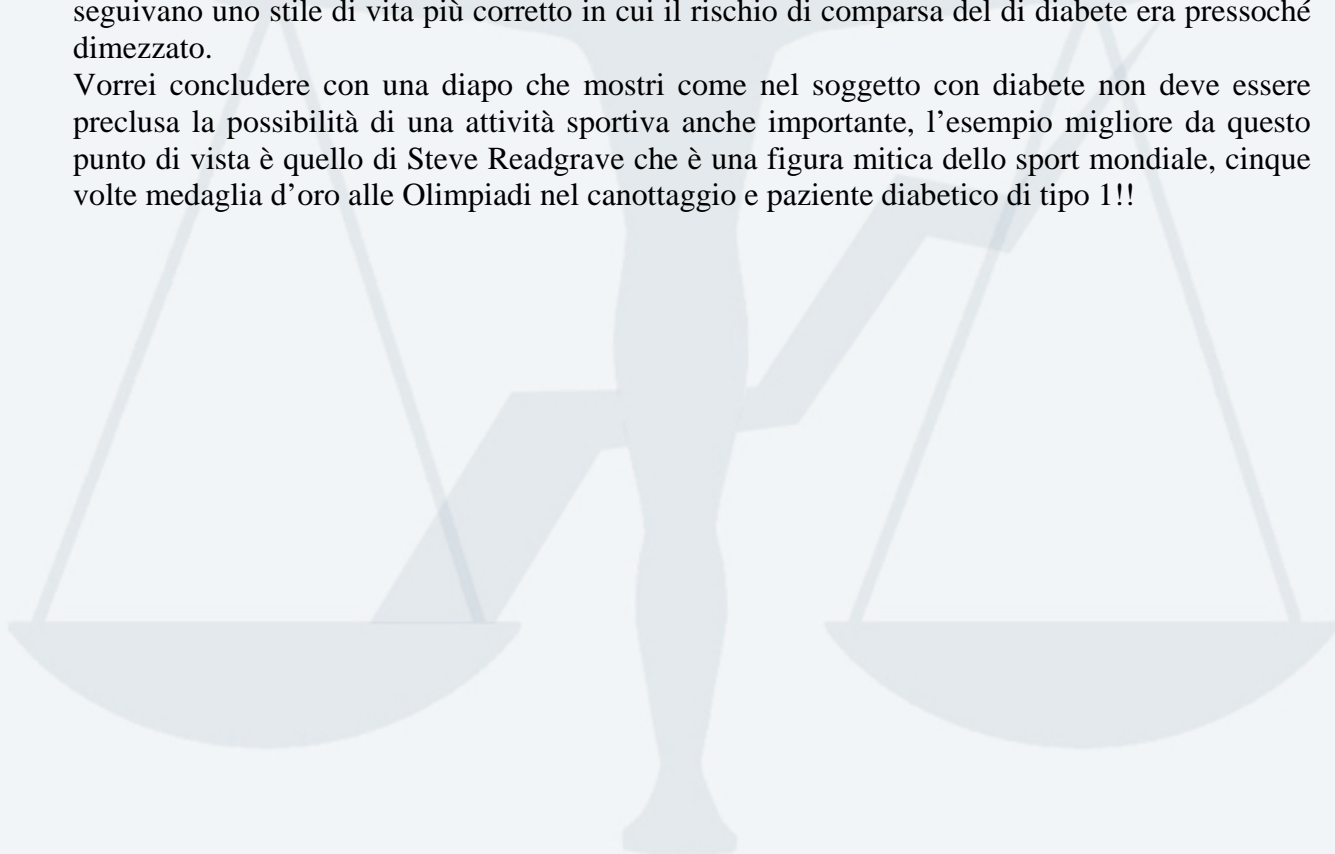 seguivano uno stile di vita più corretto in cui il rischio di comparsa del di diabete era pressoché
dimezzato.
Vorrei concludere con una diapo che mostri come nel soggetto con diabete non deve essere
preclusa la possibilità di una attività sportiva anche importante, l’esempio migliore da questo
punto di vista è quello di Steve Readgrave che è una figura mitica dello sport mondiale, cinque
volte medaglia d’oro alle Olimpiadi nel canottaggio e paziente diabetico di tipo 1!!